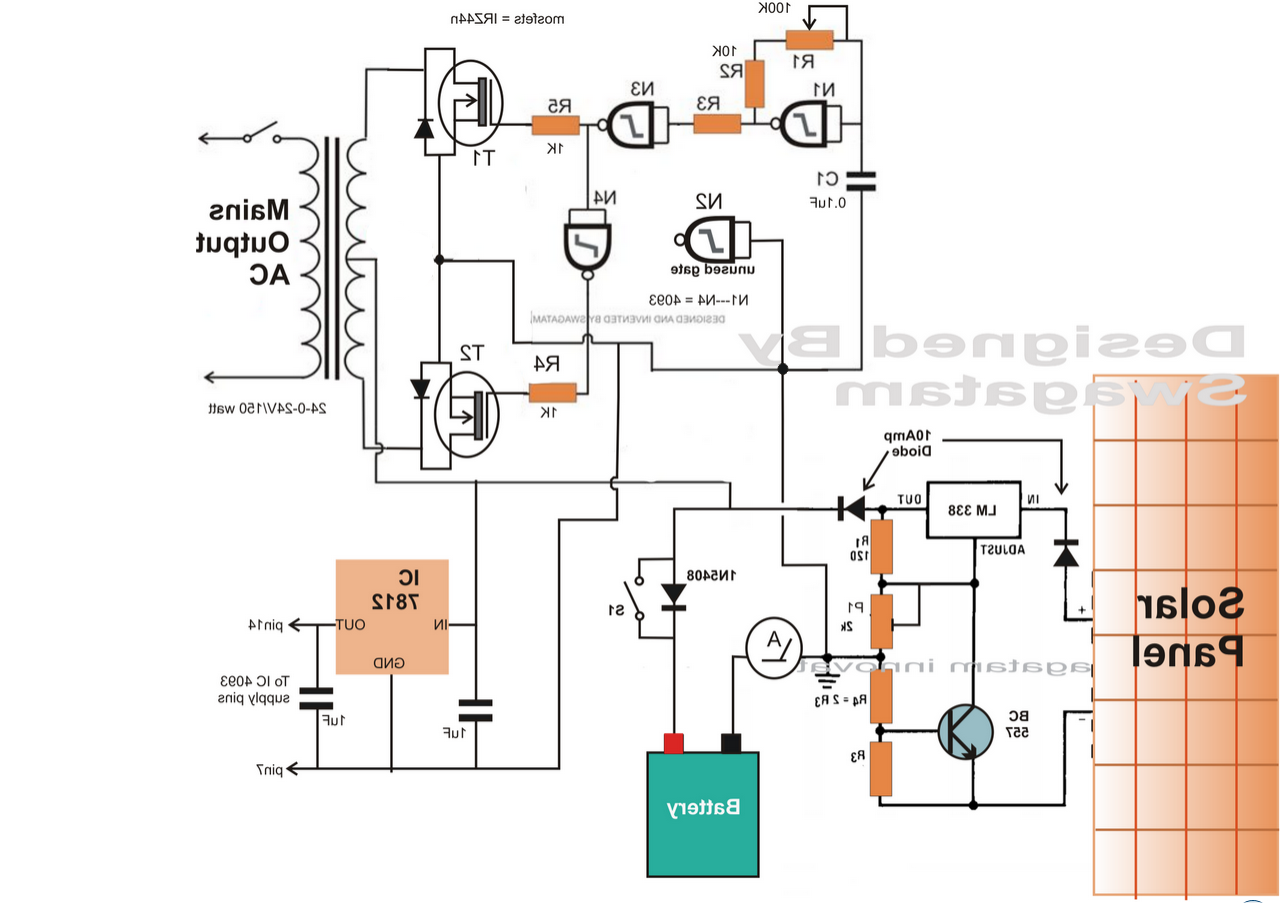 mosfets = IRZ44n
100K
R1
10K
R2
N1
R3
N3
R5
1K
T1
C1
0.1uF
N4
N2
unused gate
N1---N4 = 4093
DESIGNED AND INVENTED BY SWAGATAM
Mains
Output
AC
24-0-24V/150 watt
T2
R4
1K
Designed By
Swagatam
10Amp
Diode
OUT
LM 338
IN
ADJUST
R1
120
P1
2k
1N5408
S1
IC
7812
OUT
IN
GND
pin14
To IC 4093
supply pins
1uF
1uF
pin7
A
agatam innovat
R4 = 2 R3
R3
BC
557
+
Solar
Panel
−
Battery